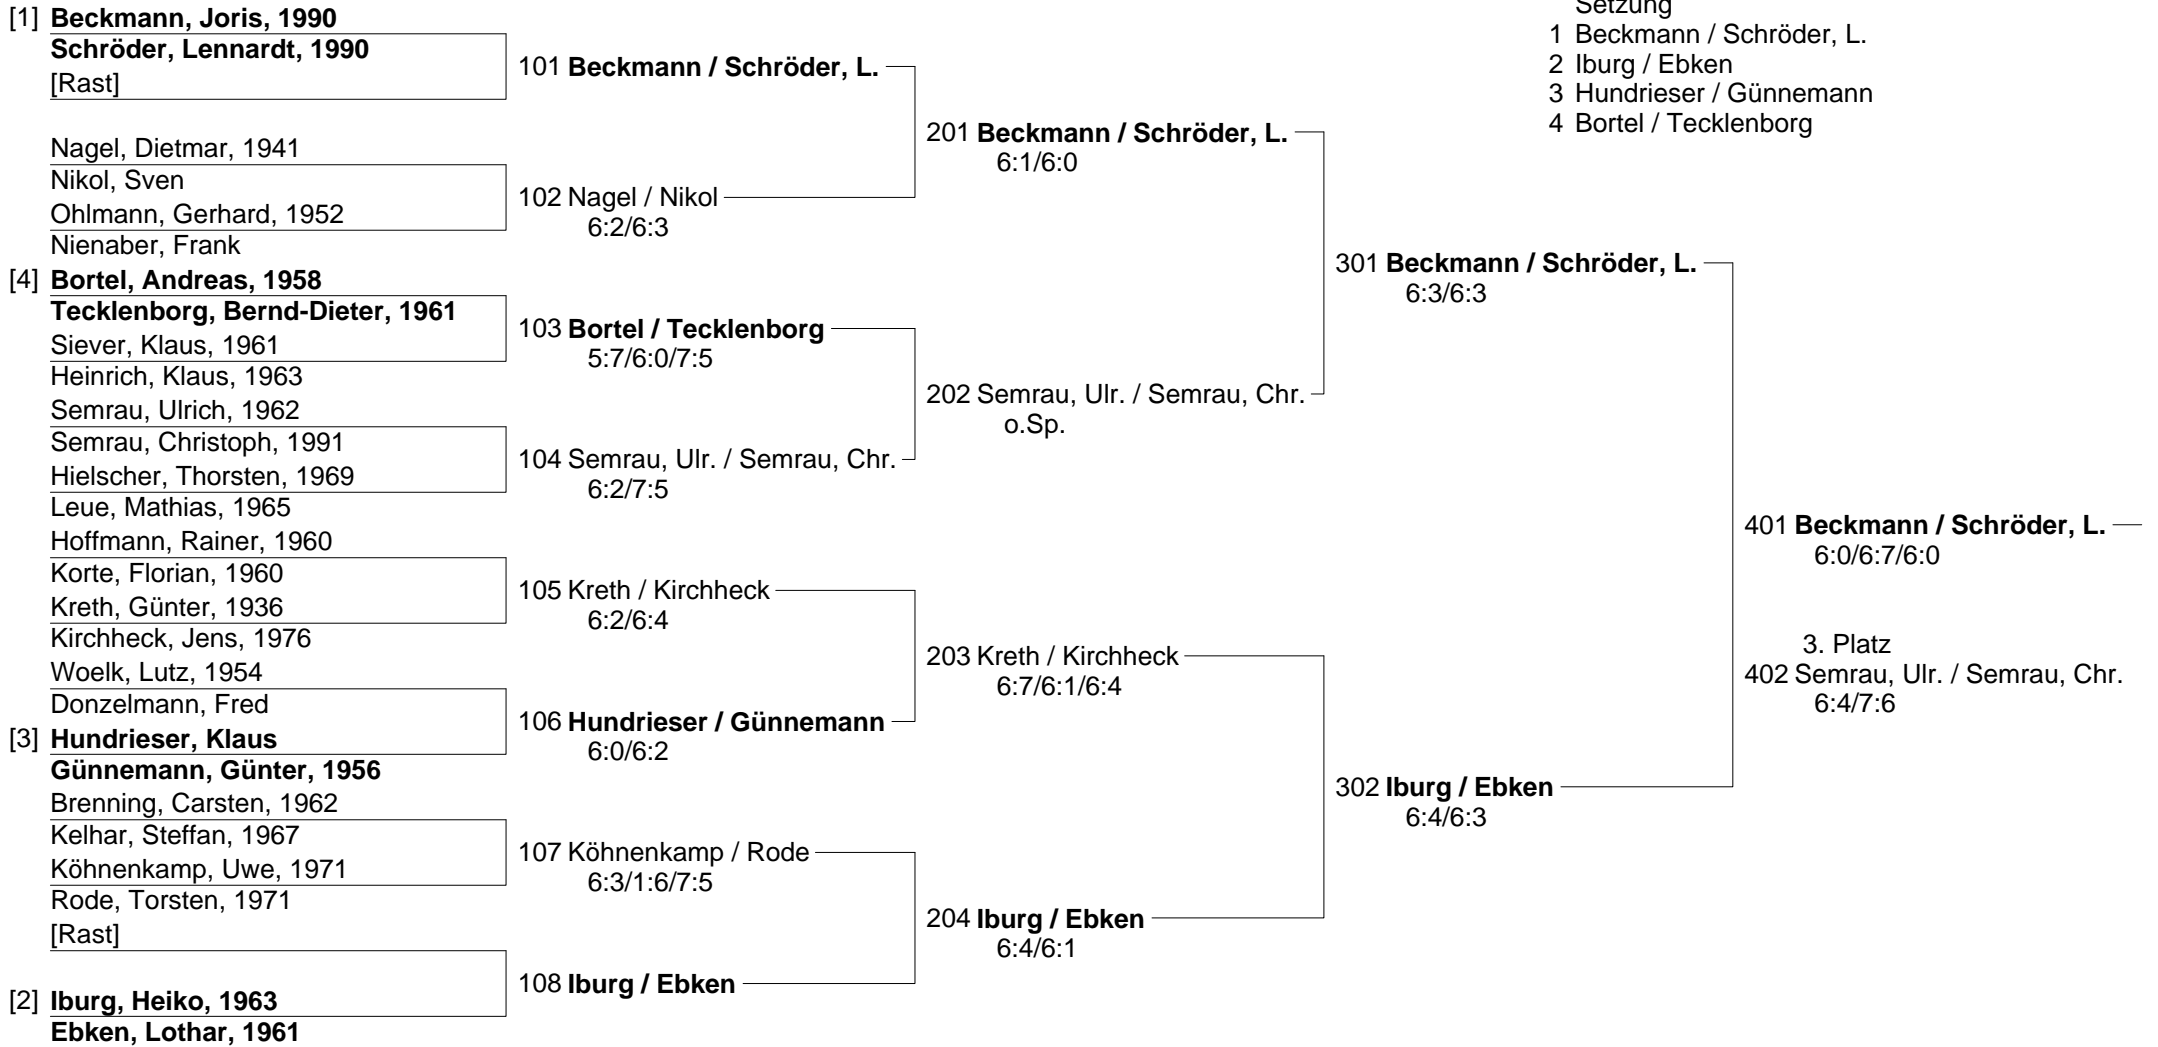 [1] Beckmann, Joris, 1990
Schröder, Lennardt, 1990
[Rast]
Nagel, Dietmar, 1941
Nikol, Sven
Ohlmann, Gerhard, 1952
Nienaber, Frank
[4] Bortel, Andreas, 1958
Tecklenborg, Bernd-Dieter, 1961
Siever, Klaus, 1961
Heinrich, Klaus, 1963
Semrau, Ulrich, 1962
Semrau, Christoph, 1991
Hielscher, Thorsten, 1969
Leue, Mathias, 1965
Hoffmann, Rainer, 1960
Korte, Florian, 1960
Kreth, Günter, 1936
Kirchheck, Jens, 1976
Woelk, Lutz, 1954
Donzelmann, Fred
[3] Hundrieser, Klaus
Günnemann, Günter, 1956
Brenning, Carsten, 1962
Kelhar, Steffan, 1967
Köhnenkamp, Uwe, 1971
Rode, Torsten, 1971
[Rast]
[2] Iburg, Heiko, 1963
Ebken, Lothar, 1961
101 Beckmann / Schröder, L.
102 Nagel / Nikol
6:2/6:3
103 Bortel / Tecklenborg
5:7/6:0/7:5
104 Semrau, Ulr. / Semrau, Chr.
6:2/7:5
105 Kreth / Kirchheck
6:2/6:4
106 Hundrieser / Günnemann
6:0/6:2
107 Köhnenkamp / Rode
6:3/1:6/7:5
108 Iburg / Ebken
201 Beckmann / Schröder, L.
6:1/6:0
202 Semrau, Ulr. / Semrau, Chr.
o.Sp.
203 Kreth / Kirchheck
6:7/6:1/6:4
204 Iburg / Ebken
6:4/6:1
301 Beckmann / Schröder, L.
6:3/6:3
302 Iburg / Ebken
6:4/6:3
401 Beckmann / Schröder, L.
6:0/6:7/6:0
3. Platz
402 Semrau, Ulr. / Semrau, Chr.
6:4/7:6
Setzung
1 Beckmann / Schröder, L.
2 Iburg / Ebken
3 Hundrieser / Günnemann
4 Bortel / Tecklenborg